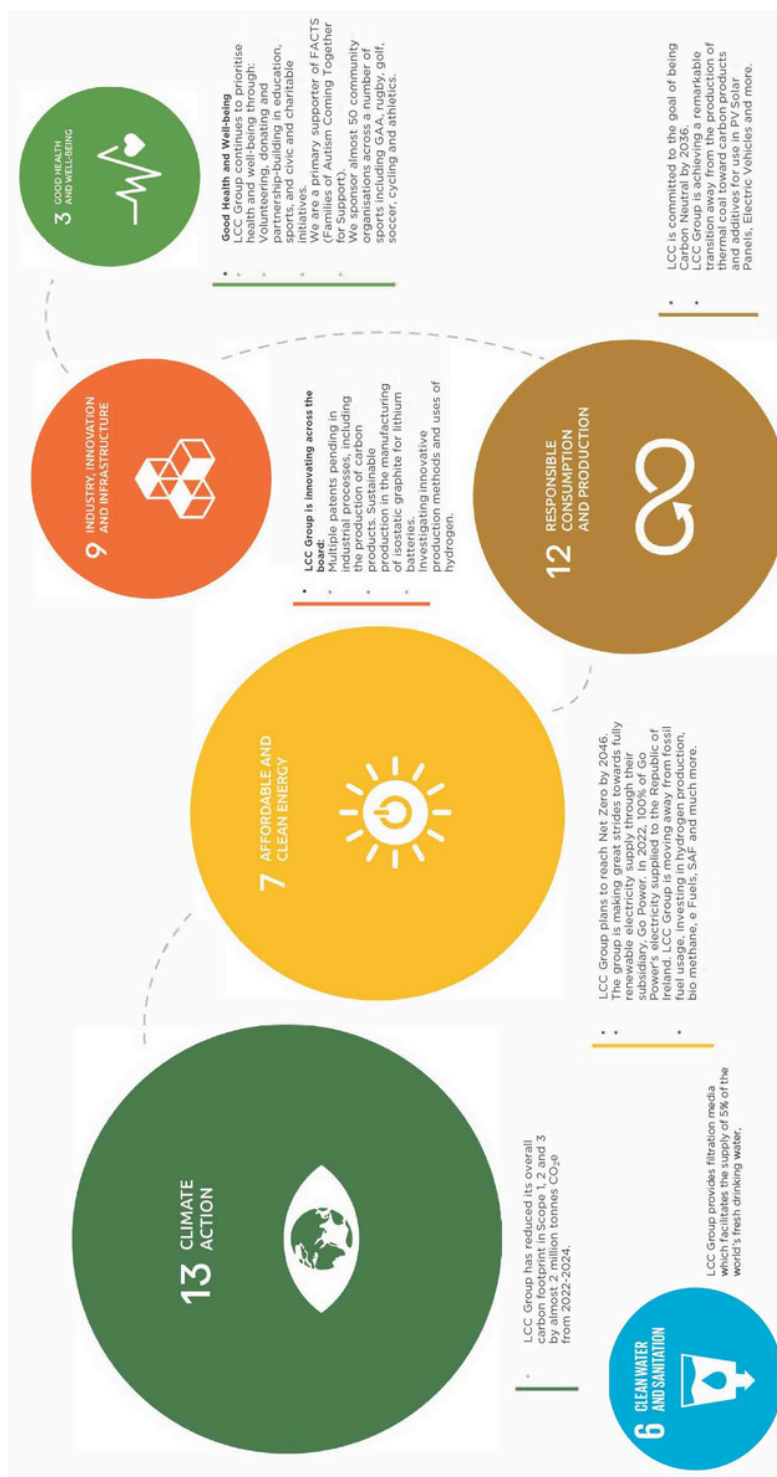 13 CLIMATE
ACTION
LCC Group has reduced its overall
carbon footprint in Scope 1, 2 and 3
by almost 2 million tonnes CO₂e
from 2022-2024.
6 CLEAN WATER
AND SANITATION
LCC Group provides filtration media
which facilitates the supply of 5% of the
world's fresh drinking water,
7 AFFORDABLE AND
CLEAN ENERGY
LCC Group plans to reach Net Zero by 2046.
The group is making great strides towards fully
renewable electricity supply through their
subsidiary, Go Power. In 2022, 100% of Go
Power's electricity supplied to the Republic of
Ireland. LCC Group is moving away from fossil
fuel usage, investing in hydrogen production,
bio methane, e Fuels, SAF and much more.
9 INDUSTRY, INNOVATION
AND INFRASTRUCTURE
LCC Group is innovating across the
board:
Multiple patents pending in
industrial processes, including
the production of carbon
products. Sustainable
production in the manufacturing
of isostatic graphite for lithium
batteries.
Investigating innovative
production methods and uses of
hydrogen.
12 RESPONSIBLE
CONSUMPTION
AND PRODUCTION
LCC is committed to the goal of being
Carbon Neutral by 2036.
LCC Group is achieving a remarkable
transition away from the production of
thermal coal toward carbon products
and additives for use in PV Solar
Panels, Electric Vehicles and more.
3 GOOD HEALTH
AND WELL-BEING
Good Health and Well-being
LCC Group continues to prioritise
health and well-being through:
Volunteering, donating and
partnership-building in education,
sports, and civic and charitable
initiatives.
We are a primary supporter of FACTS
(Families of Autism Coming Together
for Support).
We sponsor almost 50 community
organisations across a number of
sports including GAA, rugby, golf,
soccer, cycling and athletics.